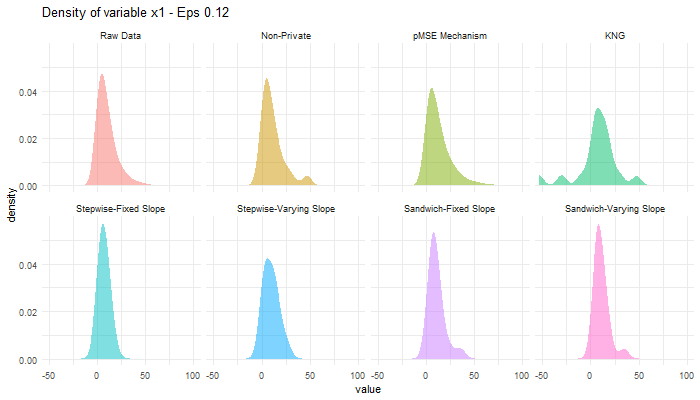 Density of variable x1 - Eps 0.12
Raw Data Non-Private pMSE Mechanism KNG
0.04
0.02
0.00
density
Stepwise-Fixed Slope Stepwise-Varying Slope Sandwich-Fixed Slope Sandwich-Varying Slope
0.04
0.02
0.00
-50 0 50 100 -50 0 50 100 -50 0 50 100 -50 0 50 100
value